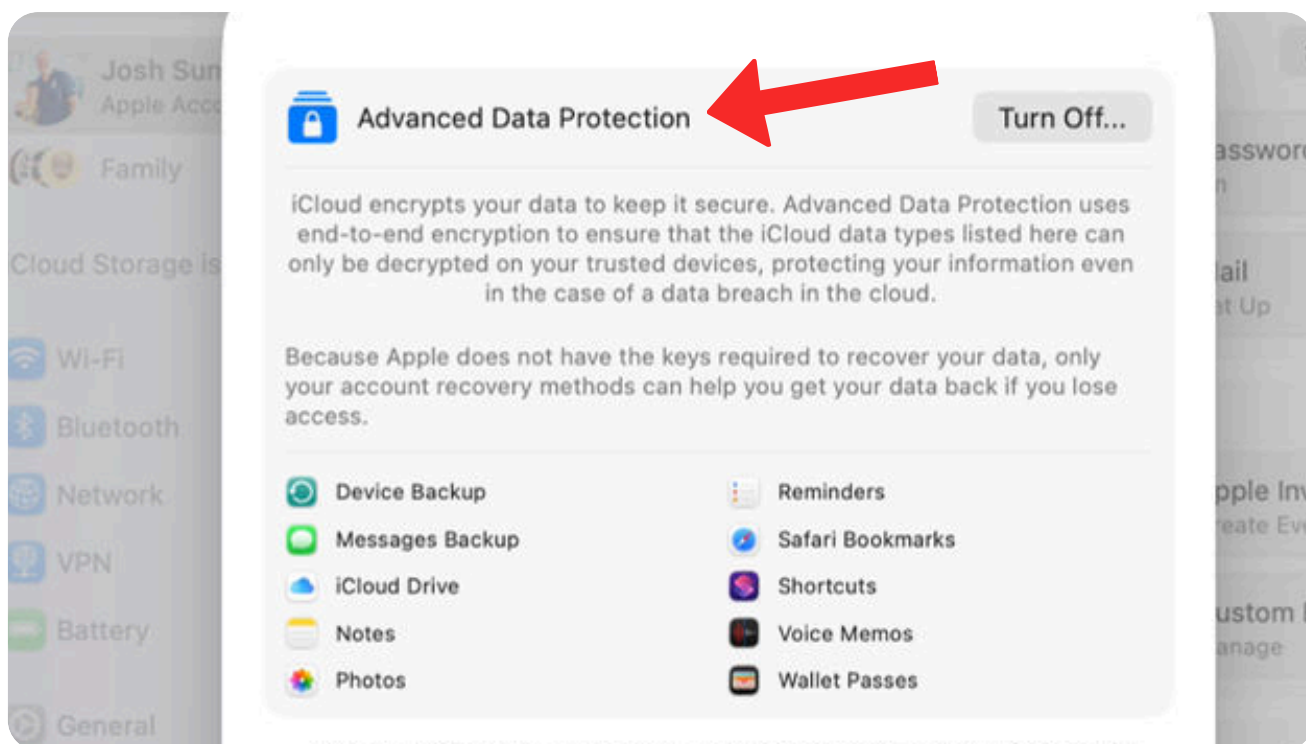 Josh Sun
Apple Acco
Family
Cloud Storage is
Wi-Fi
Bluetooth
Network
VPN
Battery
General
Advanced Data Protection
Turn Off...
iCloud encrypts your data to keep it secure. Advanced Data Protection uses
end-to-end encryption to ensure that the iCloud data types listed here can
only be decrypted on your trusted devices, protecting your information even
in the case of a data breach in the cloud.
Because Apple does not have the keys required to recover your data, only
your account recovery methods can help you get your data back if you lose
access.
Device Backup
Messages Backup
iCloud Drive
Notes
Photos
Reminders
Safari Bookmarks
Shortcuts
Voice Memos
Wallet Passes
assword
n
ail
et Up
pple Inv
reate Eve
ustom
anage